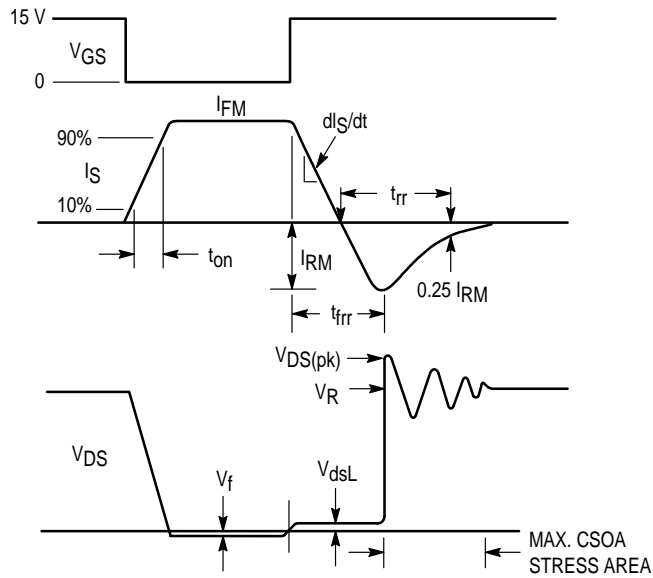 15 V
VGS
0
IFM
dIS/dt
90%
IS
10%
trr
ton
IRM
0.25 IRM
tfrr
VDS(pk)
VR
VDS
Vf
VdsL
MAX. CSOA
STRESS AREA